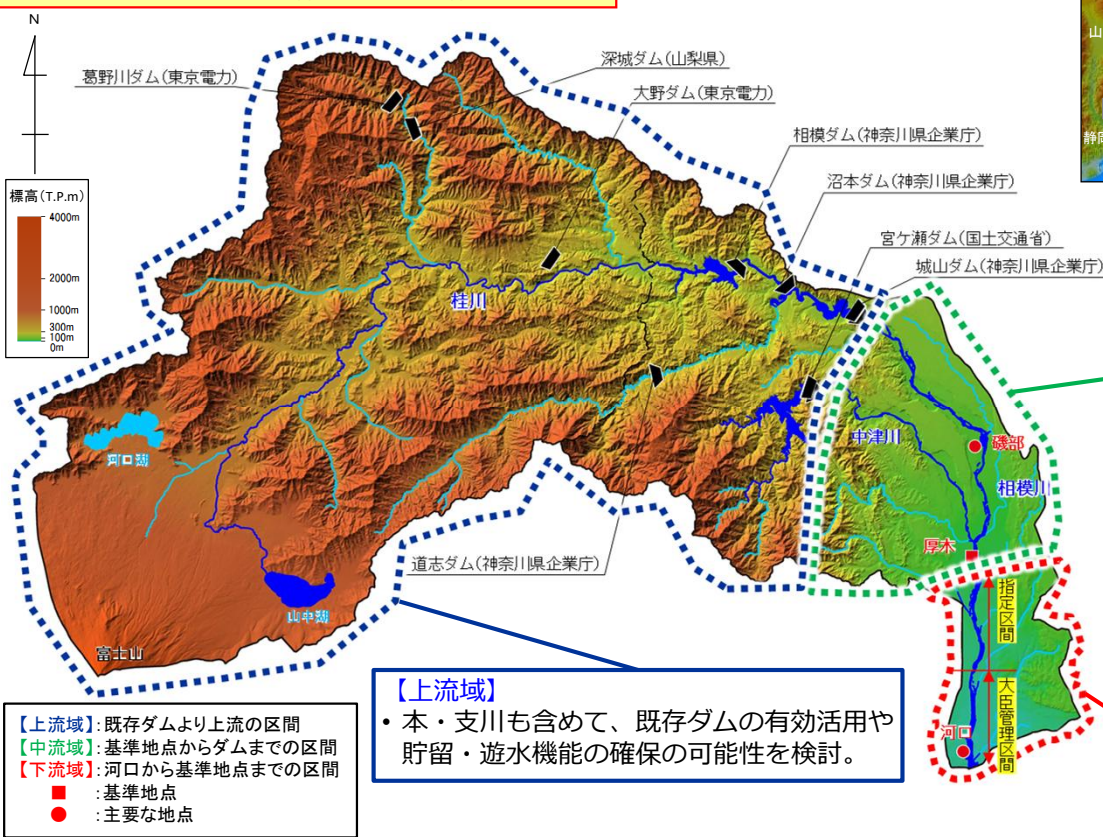 N
葛野川ダム(東京電力)
深城ダム(山梨県)
大野ダム(東京電力)
相模ダム(神奈川県企業庁)
沼本ダム(神奈川県企業庁)
宮ケ瀬ダム(国土交通省)
城山ダム(神奈川県企業庁)
山
静岡
標高(T.P.m)
4000m
2000m
1000m
300m
100m
0m
桂川
中津川
磯部
相模川
河口湖
厚木
道志ダム(神奈川県企業庁)
山中湖
富士山
指定区間
大臣管理区間
河口
【上流域】
• 本・支川も含めて、既存ダムの有効活用や
貯留・遊水機能の確保の可能性を検討。
【上流域】:既存ダムより上流の区間
【中流域】:基準地点からダムまでの区間
【下流域】:河口から基準地点までの区間
:基準地点
:主要な地点